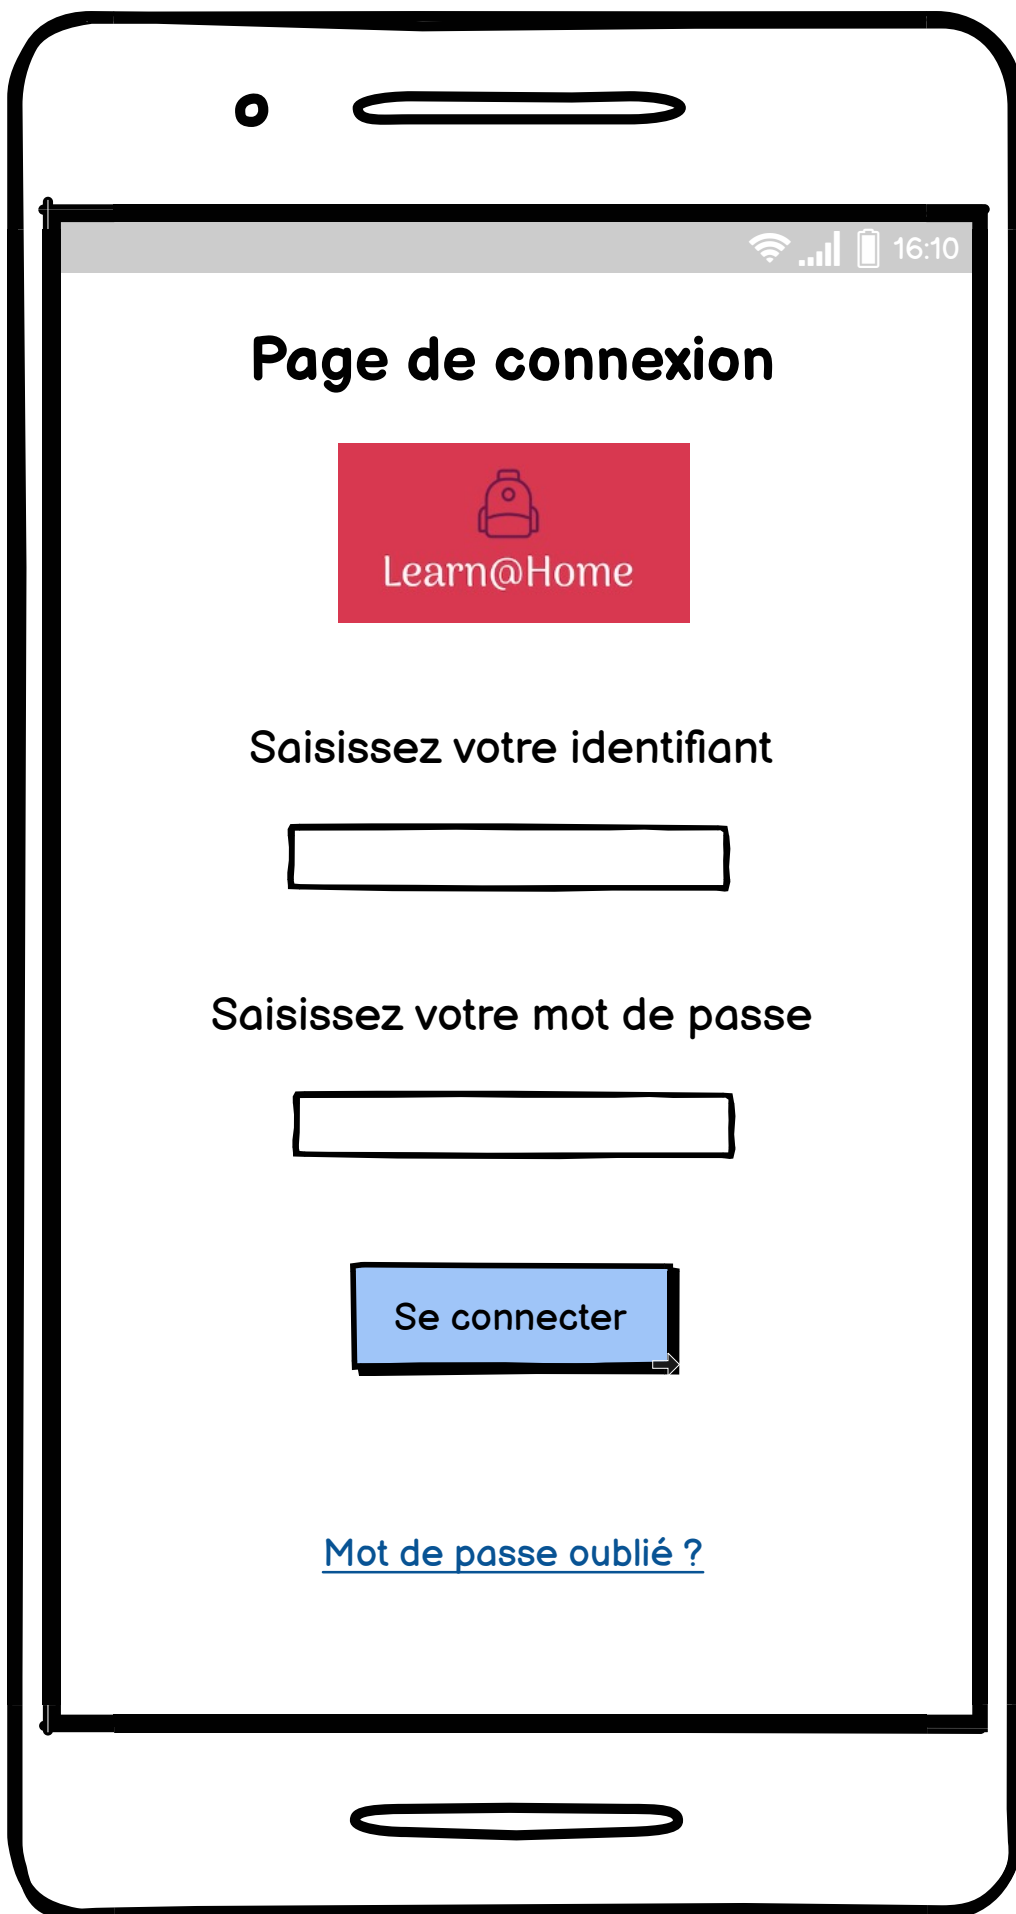 16:10
Page de connexion
Learn@Home
Saisissez votre identifiant
Saisissez votre mot de passe
Se connecter
Mot de passe oublié ?